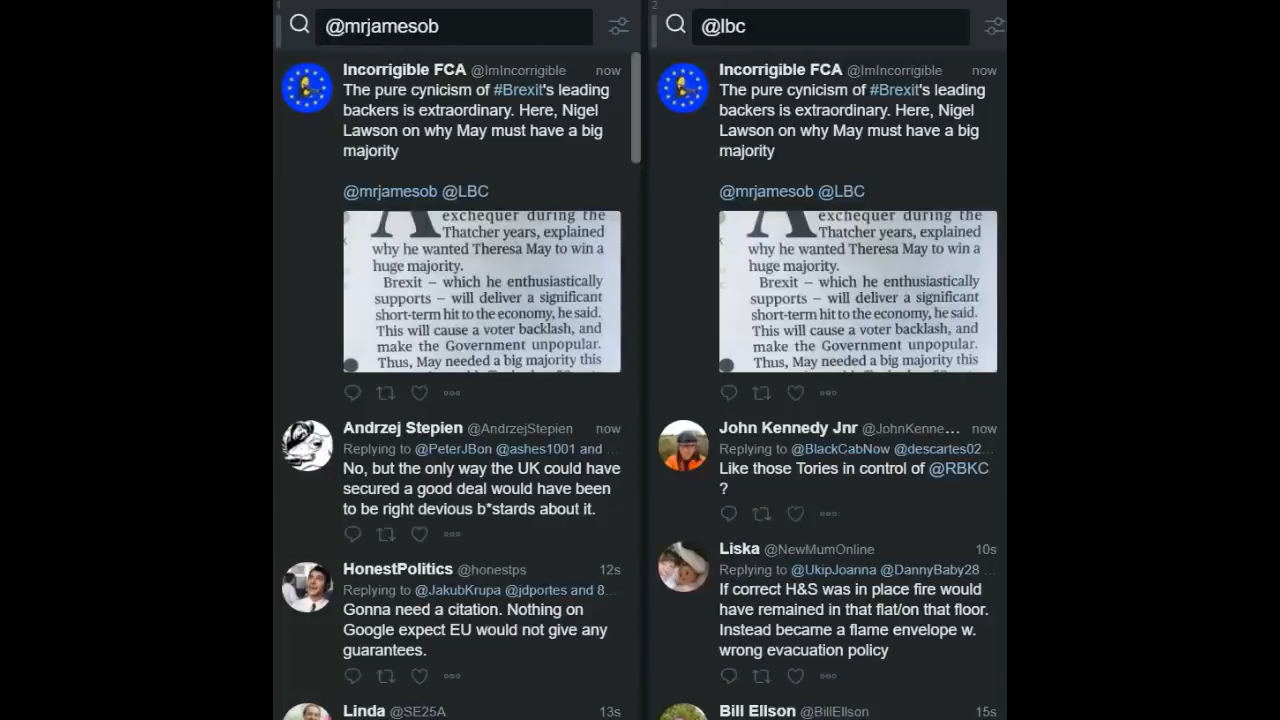 1
@mrjamesob
Incorrigible FCA @ImIncorrigible now
The pure cynicism of #Brexit's leading
backers is extraordinary. Here, Nigel
Lawson on why May must have a big
majority
@mrjamesob @LBC
A exchequer during the
Thatcher years, explained
why he wanted Theresa May to win a
huge majority.
Brexit – which he enthusiastically
supports – will deliver a significant
short-term hit to the economy, he said.
This will cause a voter backlash, and
make the Government unpopular.
Thus, May needed a big majority this
Andrzej Stepien @AndrzejStepien now
Replying to @PeterJBon @ashes1001 and ...
No, but the only way the UK could have
secured a good deal would have been
to be right devious b*stards about it.
HonestPolitics @honestps 12s
Replying to @JakubKrupa @jdportes and 8...
Gonna need a citation. Nothing on
Google expect EU would not give any
guarantees.
Linda @SE25A 13s
2
@lbc
Incorrigible FCA @ImIncorrigible now
The pure cynicism of #Brexit's leading
backers is extraordinary. Here, Nigel
Lawson on why May must have a big
majority
@mrjamesob @LBC
A exchequer during the
Thatcher years, explained
why he wanted Theresa May to win a
huge majority.
Brexit – which he enthusiastically
supports – will deliver a significant
short-term hit to the economy, he said.
This will cause a voter backlash, and
make the Government unpopular.
Thus, May needed a big majority this
John Kennedy Jnr @JohnKenne... now
Replying to @BlackCabNow @descartes02...
Like those Tories in control of @RBKC
?
Liska @NewMumOnline 10s
Replying to @UkipJoanna @DannyBaby28 ...
If correct H&S was in place fire would
have remained in that flat/on that floor.
Instead became a flame envelope w.
wrong evacuation policy
Bill Ellson @BillEllson 15s